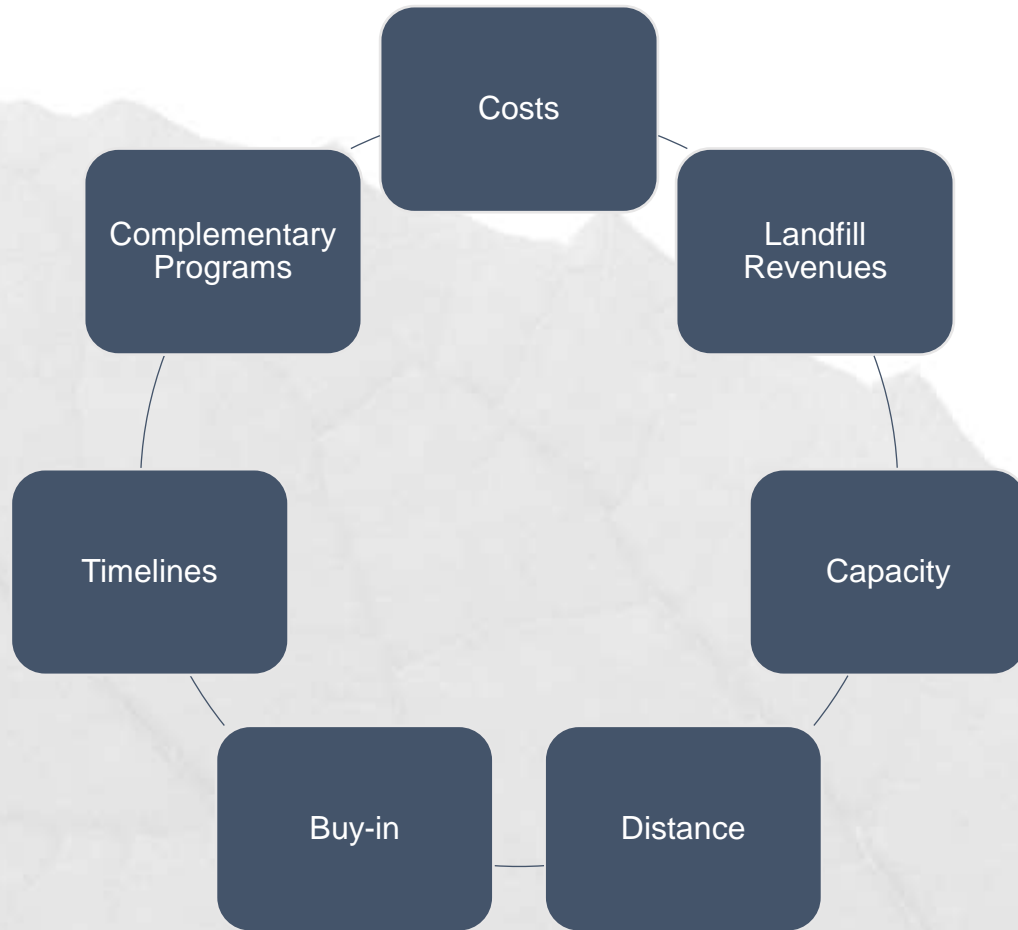 Costs
Landfill
Revenues
Capacity
Distance
Buy-in
Timelines
Complementary
Programs